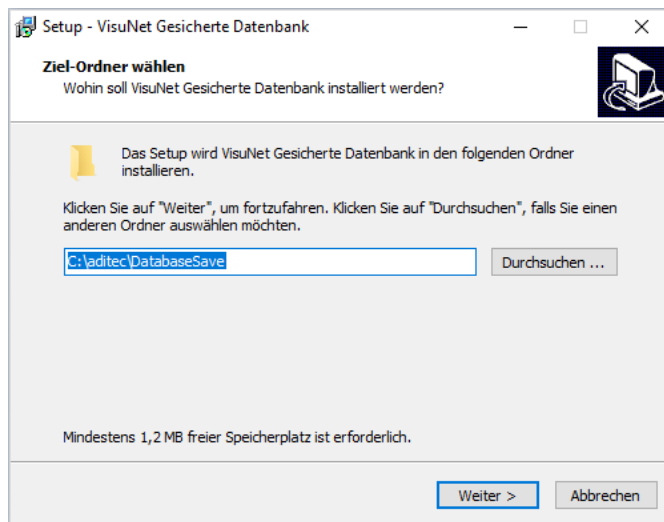 Setup - VisuNet Gesicherte Datenbank
Ziel-Ordner wählen
Wohin soll VisuNet Gesicherte Datenbank installiert werden?
Das Setup wird VisuNet Gesicherte Datenbank in den folgenden Ordner
installieren.
Klicken Sie auf "Weiter", um fortzufahren. Klicken Sie auf "Durchsuchen", falls Sie einen
anderen Ordner auswählen möchten.
C:\aditec\DatabaseSave
Durchsuchen ...
Mindestens 1,2 MB freier Speicherplatz ist erforderlich.
Weiter >
Abbrechen